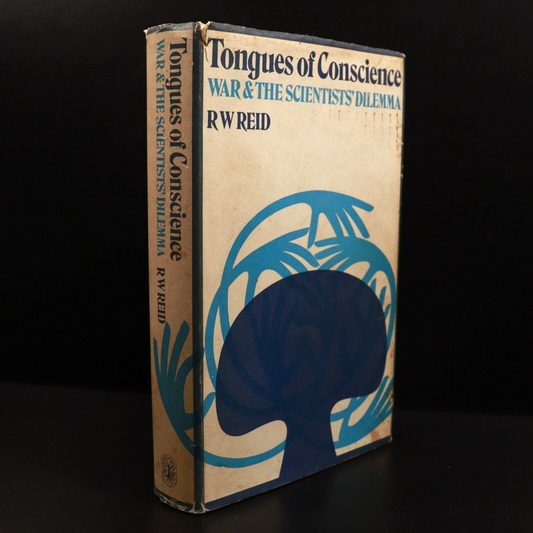 Tongues of Conscience
WAR & THE SCIENTISTS' DILEMMA
R W REID
Tongues of Conscience
WAR & THE SCIENTISTS' DILEMMA
R W REID